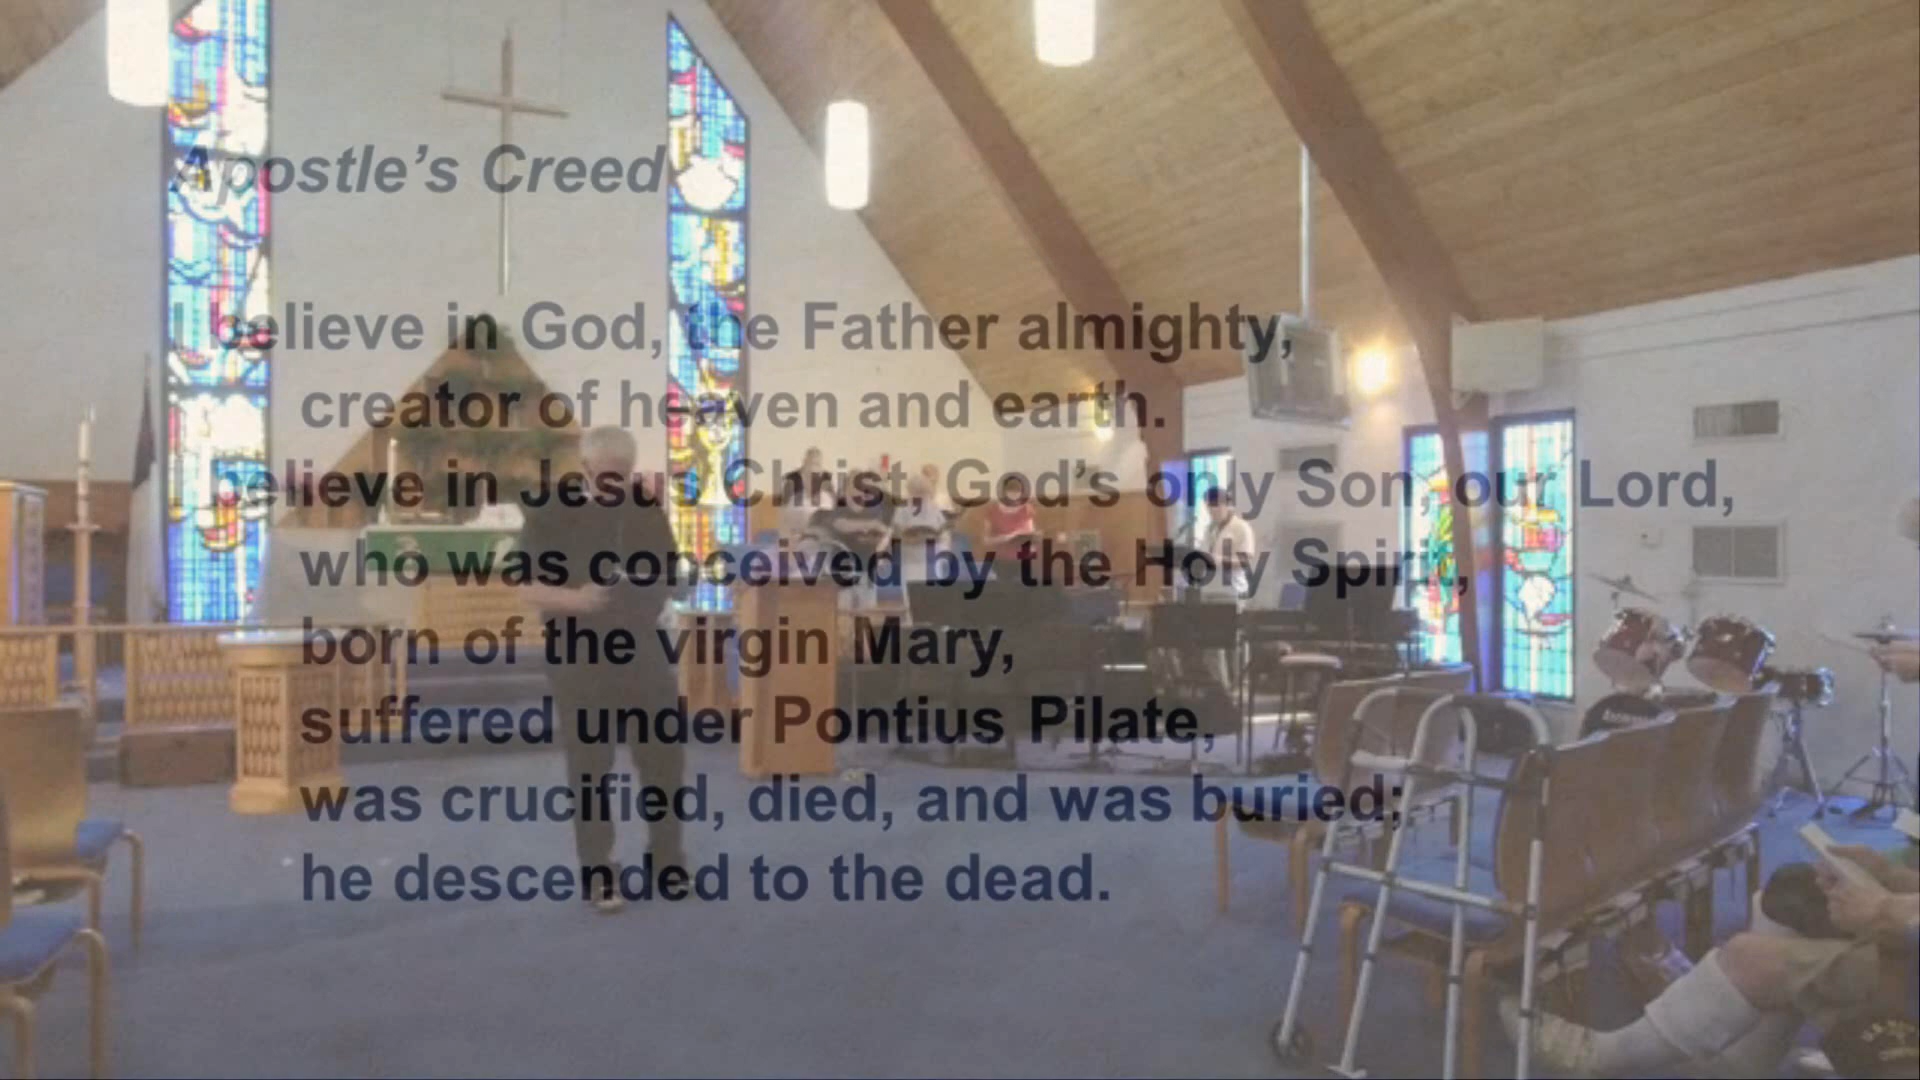 Apostle's Creed
I believe in God, the Father almighty,
creator of heaven and earth.
believe in Jesus Christ, God's only Son, our Lord,
who was conceived by the Holy Spirit,
born of the virgin Mary,
suffered under Pontius Pilate,
was crucified, died, and was buried;
he descended to the dead.